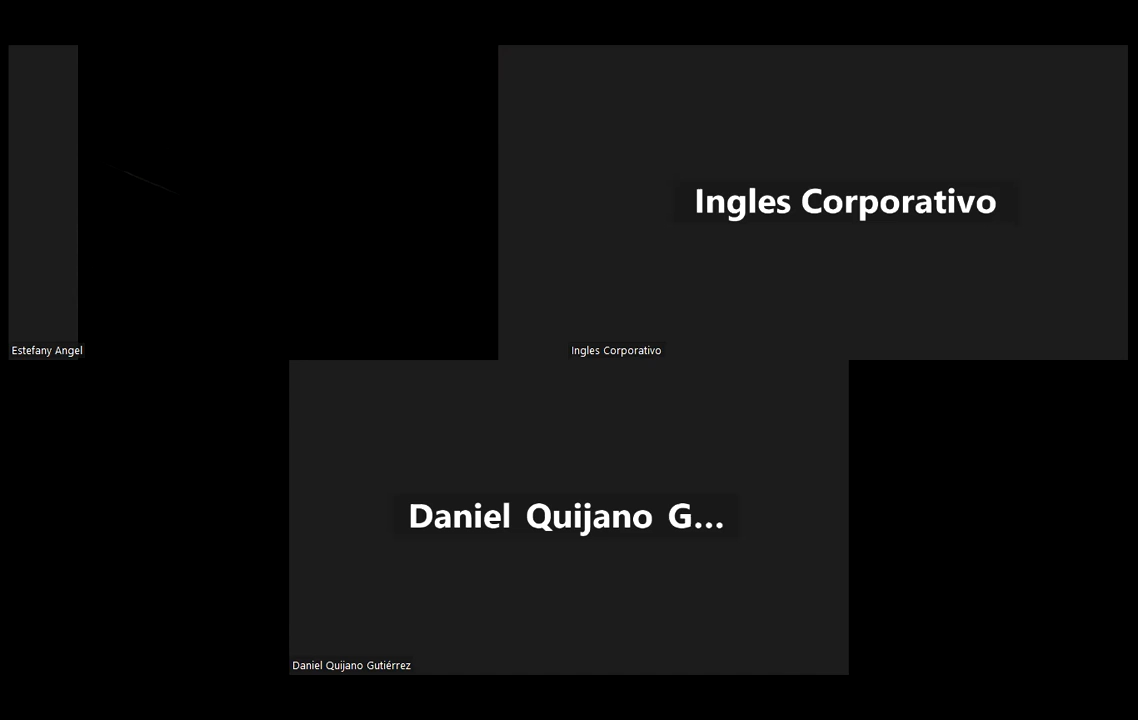 Ingles Corporativo
Estefany Angel
Ingles Corporativo
Daniel Quijano G...
Daniel Quijano Gutiérrez